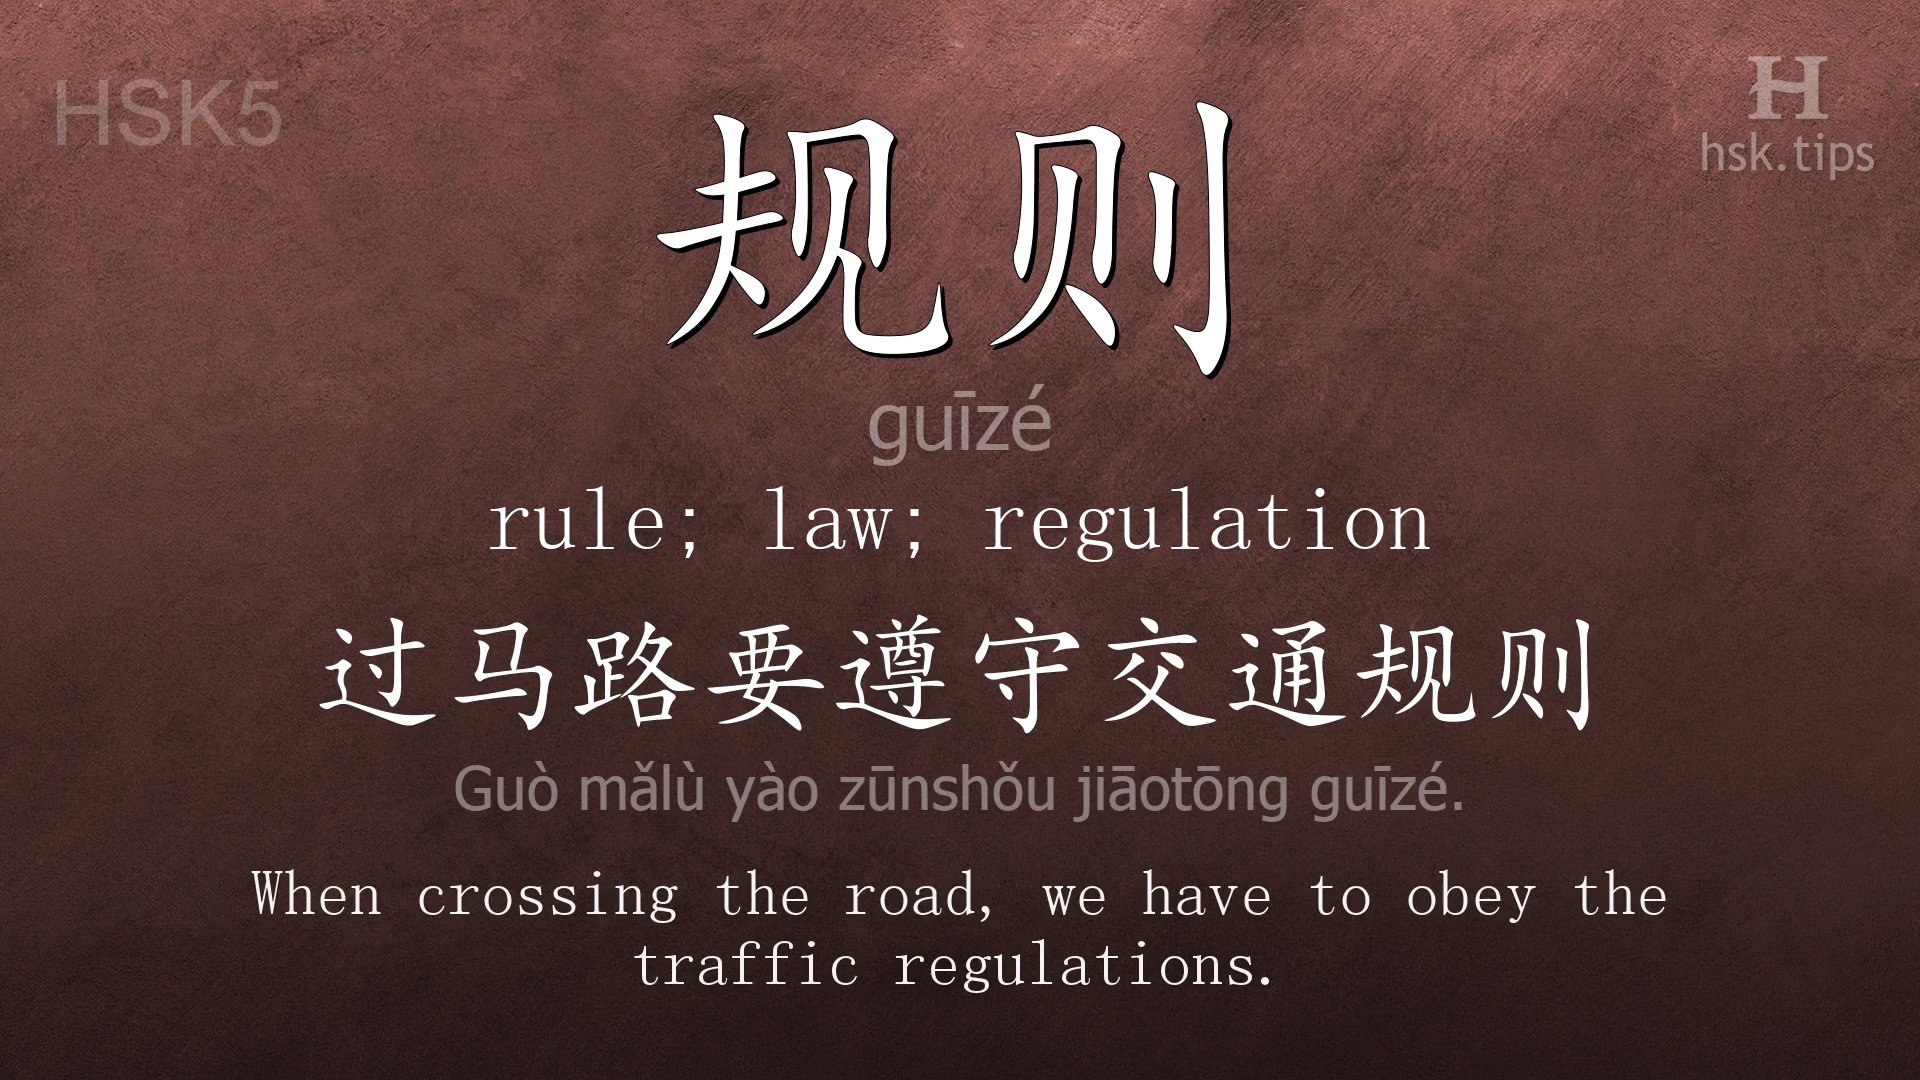 HSK5
H
hsk.tips
规则
guīzé
rule; law; regulation
过马路要遵守交通规则
Guò mǎlù yào zūnshǒu jiāotōng guīzé.
When crossing the road, we have to obey the
traffic regulations.